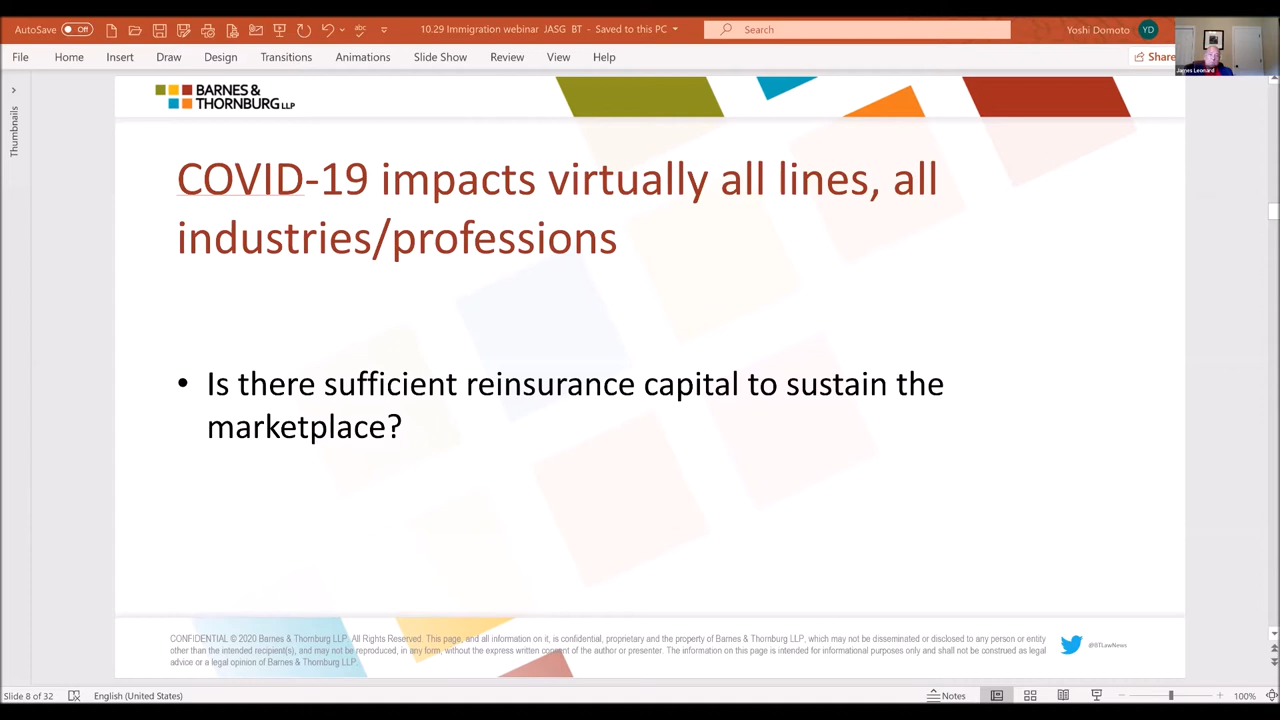 AutoSave Off 10.29 Immigration webinar JASG BT - Saved to this PC Search Yoshi Domoto YD
File Home Insert Draw Design Transitions Animations Slide Show Review View Help Share
James Leonard
Thumbnails
BARNES &
THORNBURG LLP
COVID-19 impacts virtually all lines, all
industries/professions
• Is there sufficient reinsurance capital to sustain the
marketplace?
CONFIDENTIAL © 2020 Barnes & Thornburg LLP. All Rights Reserved. This page, and all information on it, is confidential, proprietary and the property of Barnes & Thornburg LLP, which may not be disseminated or disclosed to any person or entity
other than the intended recipient(s), and may not be reproduced, in any form, without the express written consent of the author or presenter. The information on this page is intended for informational purposes only and shall not be construed as legal
advice or a legal opinion of Barnes & Thornburg LLP.
@BTLawNews
Slide 8 of 32 English (United States) Notes 100%